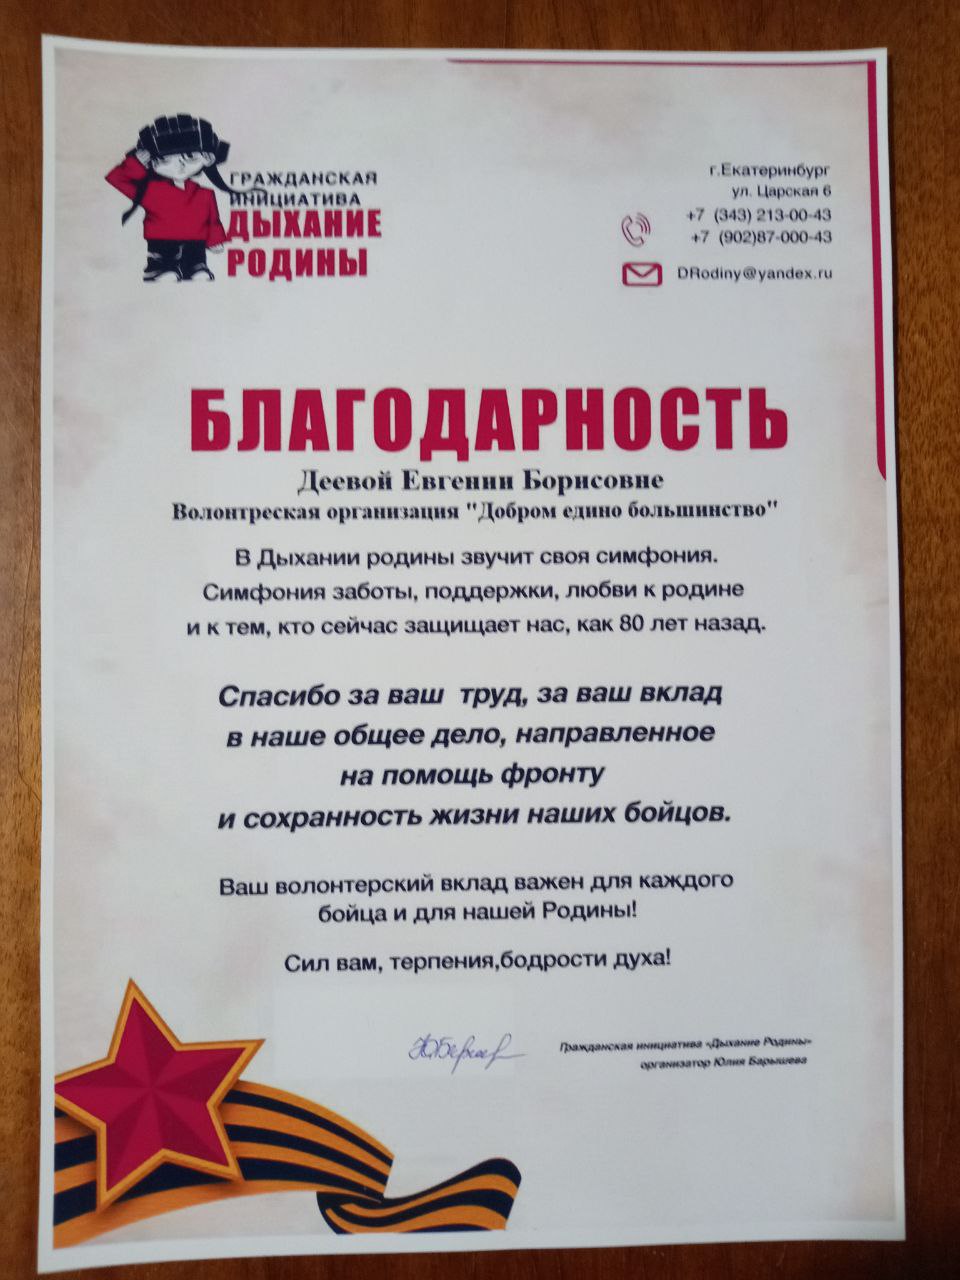 ГРАЖДАНСКАЯ
ИНИЦИАТИВА
ДЫХАНИЕ
РОДИНЫ
г.Екатеринбург
ул. Царская 6
+7 (343) 213-00-43
+7 (902)87-000-43
DRodiny@yandex.ru
БЛАГОДАРНОСТЬ
Деевой Евгении Борисовне
Волонтреская организация "Добром едино большинство"
В Дыхании родины звучит своя симфония.
Симфония заботы, поддержки, любви к родине
и к тем, кто сейчас защищает нас, как 80 лет назад.
Спасибо за ваш труд, за ваш вклад
в наше общее дело, направленное
на помощь фронту
и сохранность жизни наших бойцов.
Ваш волонтерский вклад важен для каждого
бойца и для нашей Родины!
Сил вам, терпения,бодрости духа!
Гражданская инициатива «Дыхание Родины»
организатор Юлия Барышева